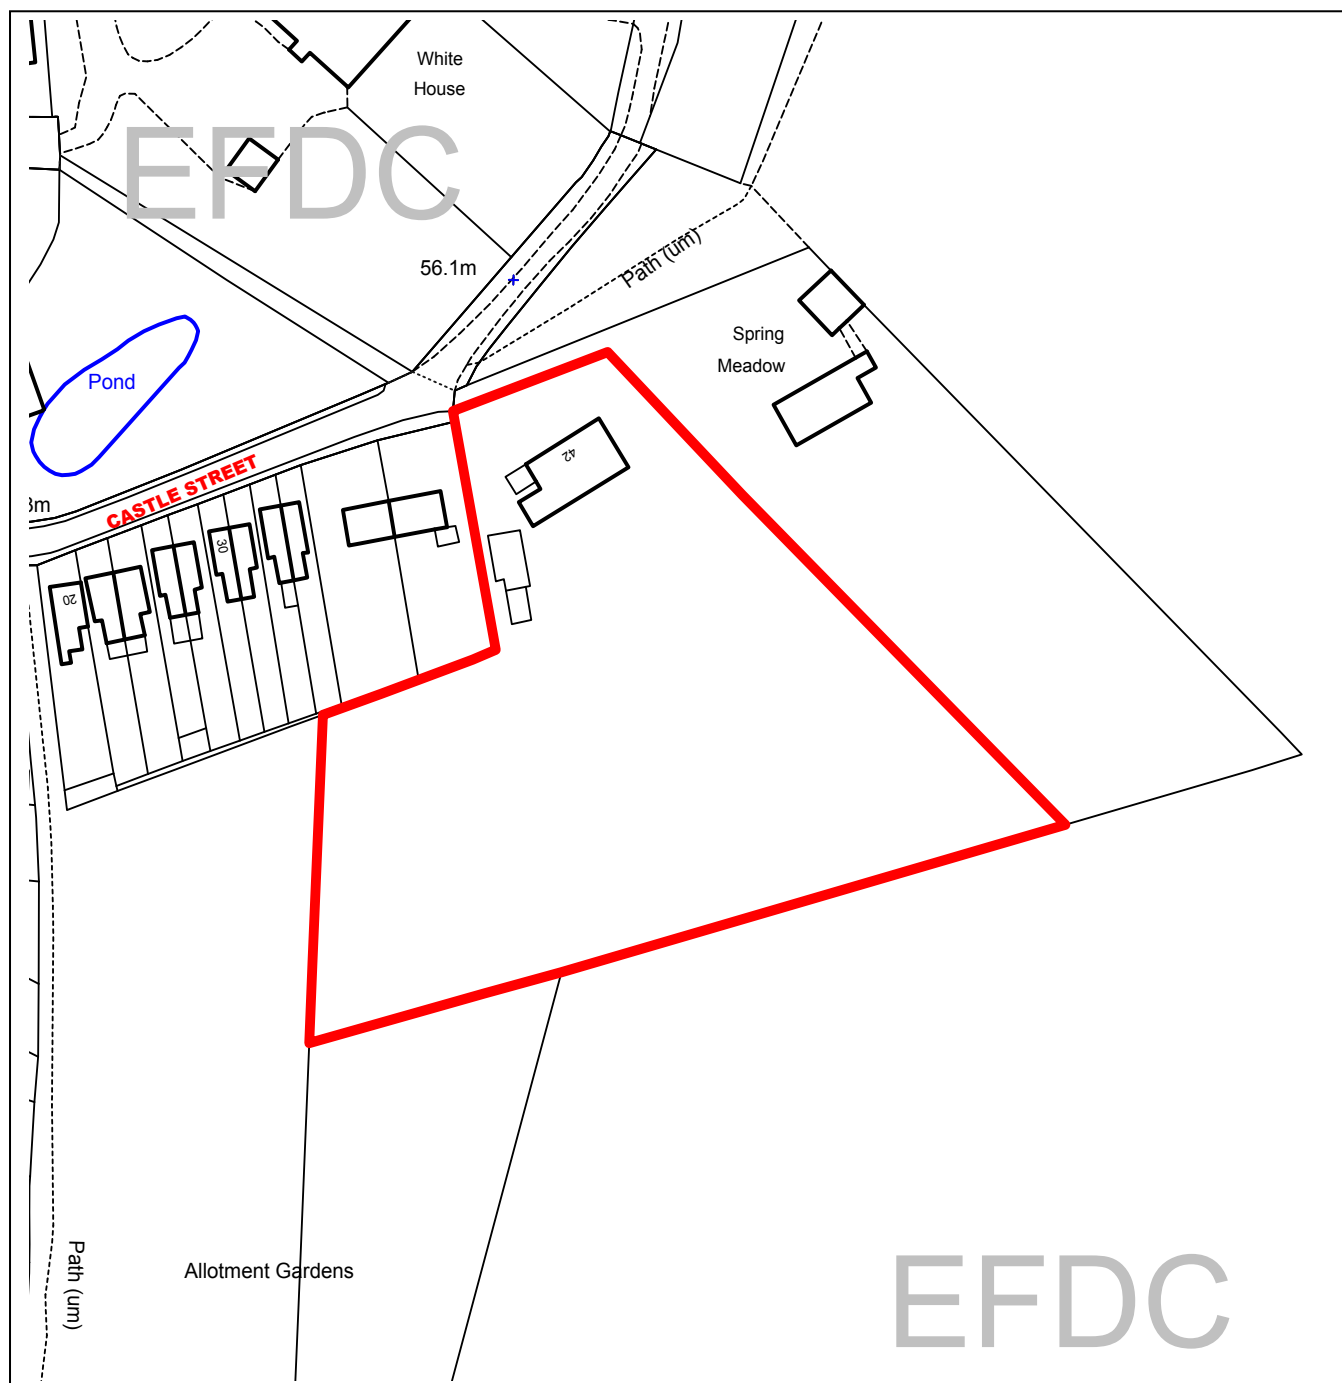 White
House
EFDC
56.1m
Path (um)
Spring
Meadow
Pond
42
CASTLE STREET
3m
30
20
Path (um)
Allotment Gardens
EFDC